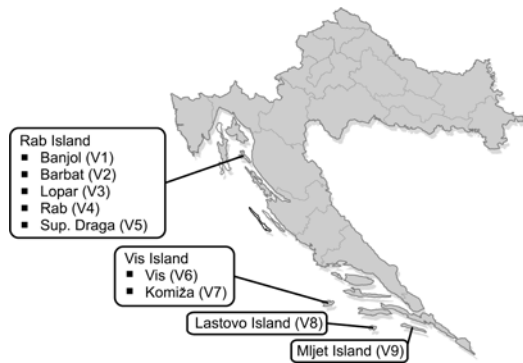 Rab Island
Banjol (V1)
Barbat (V2)
Lopar (V3)
Rab (V4)
Sup. Draga (V5)
Vis Island
Vis (V6)
Komiža (V7)
Lastovo Island (V8)
Mljet Island (V9)